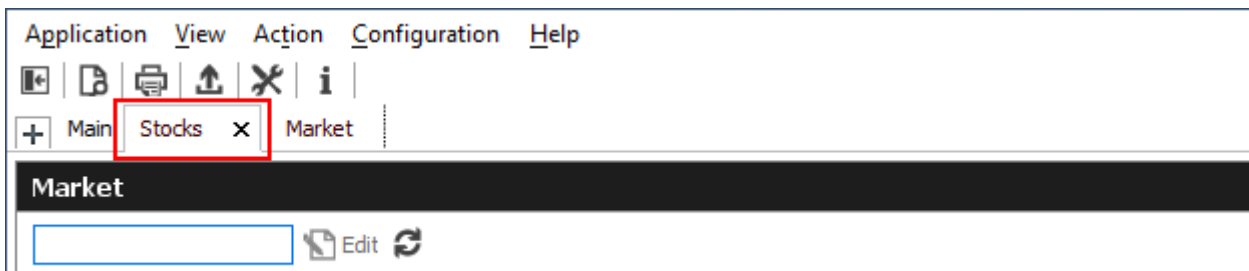 Application View Action Configuration Help
Main Stocks Market
Market
Edit